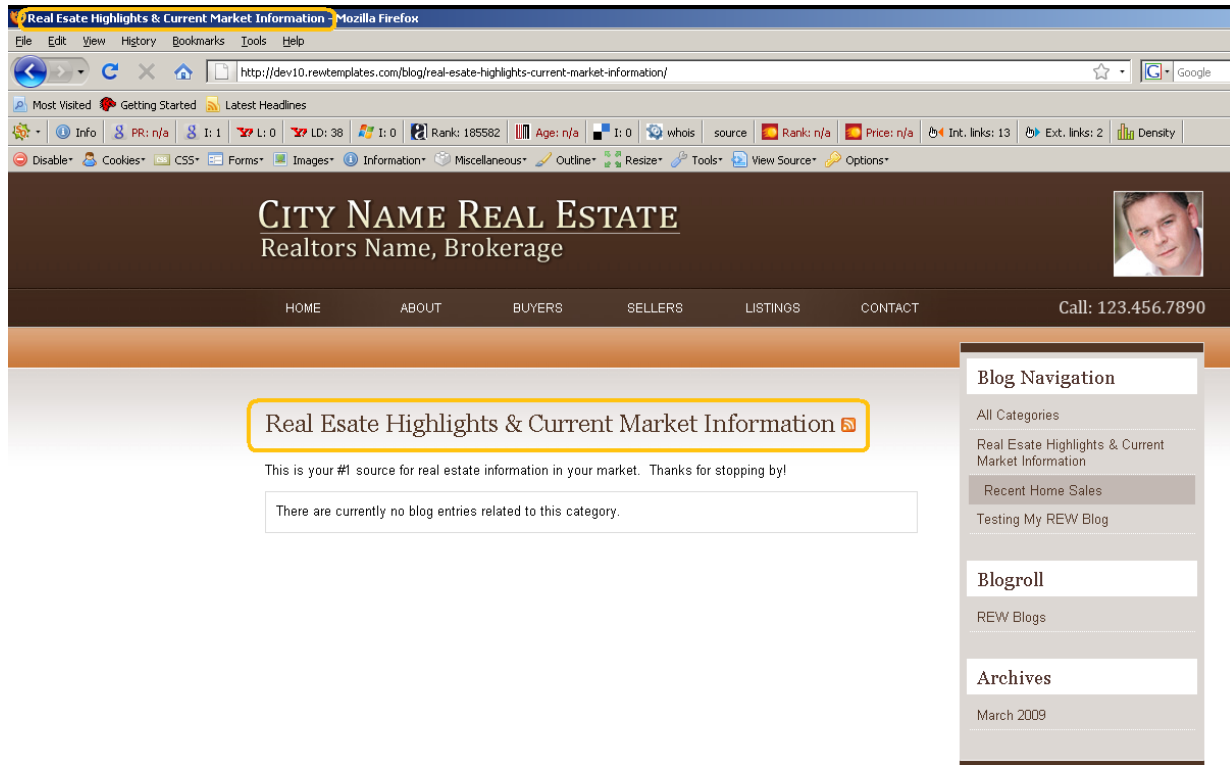 Real Esate Highlights & Current Market Information - Mozilla Firefox
File Edit View History Bookmarks Tools Help
http://dev10.rewtemplates.com/blog/real-esate-highlights-current-market-information/ G Google
Most Visited Getting Started Latest Headlines
Info PR: n/a I: 1 L: 0 LD: 38 I: 0 Rank: 185582 Age: n/a I: 0 whois source Rank: n/a Price: n/a Int. links: 13 Ext. links: 2 Density
Disable Cookies CSS Forms Images Information Miscellaneous Outline Resize Tools View Source Options
CITY NAME REAL ESTATE
Realtors Name, Brokerage
HOME ABOUT BUYERS SELLERS LISTINGS CONTACT Call: 123.456.7890
Real Esate Highlights & Current Market Information
This is your #1 source for real estate information in your market. Thanks for stopping by!
There are currently no blog entries related to this category.
Blog Navigation
All Categories
Real Esate Highlights & Current
Market Information
Recent Home Sales
Testing My REW Blog
Blogroll
REW Blogs
Archives
March 2009